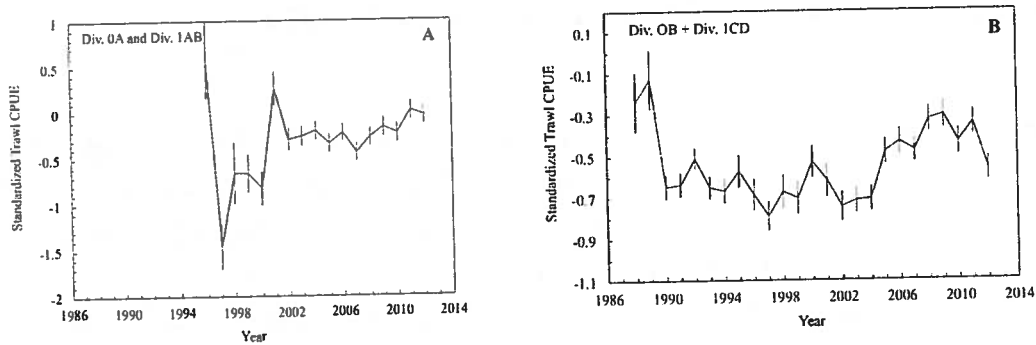 Div. 0A and Div. 1AB
A
1
0.5
0
-0.5
-1
-1.5
-2
Standardized Trawl CPUE
1986 1990 1994 1998 2002 2006 2010 2014
Year
Div. OB + Div. 1CD
B
0.1
-0.1
-0.3
-0.5
-0.7
-0.9
-1.1
Standardized Trawl CPUE
1986 1990 1994 1998 2002 2006 2010 2014
Year